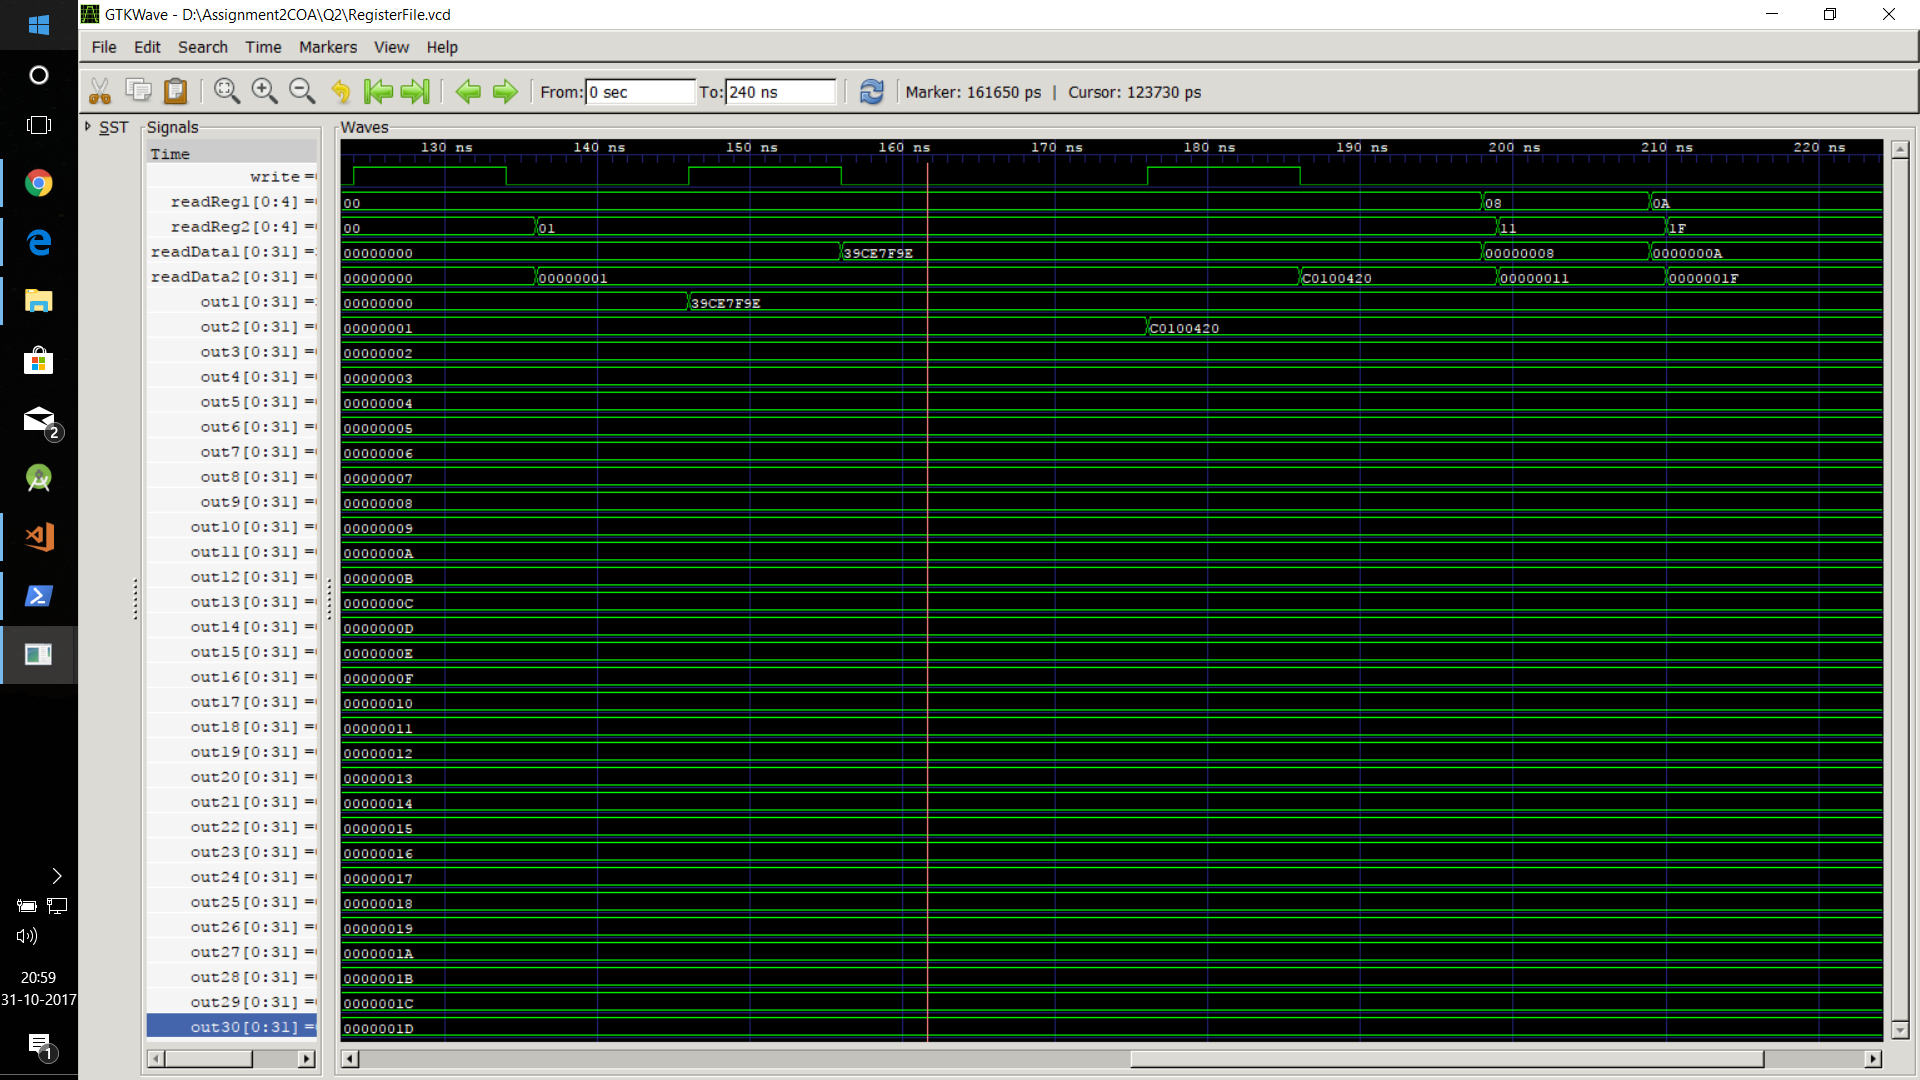 GTKWave - D:\Assignment2COA\Q2\RegisterFile.vcd
File Edit Search Time Markers View Help
From: 0 sec To: 240 ns Marker: 161650 ps | Cursor: 123730 ps
SST Signals Waves
Time 130 ns 140 ns 150 ns 160 ns 170 ns 180 ns 190 ns 200 ns 210 ns 220 ns
write =
readReg1[0:4] = 00 08 0A
readReg2[0:4] = 00 01 11 1F
readData1[0:31] = 00000000 39CE7F9E 00000008 0000000A
readData2[0:31] = 00000000 00000001 C0100420 00000011 0000001F
out1[0:31] = 00000000 39CE7F9E
out2[0:31] = 00000001 C0100420
out3[0:31] = 00000002
out4[0:31] = 00000003
out5[0:31] = 00000004
out6[0:31] = 00000005
out7[0:31] = 00000006
out8[0:31] = 00000007
out9[0:31] = 00000008
out10[0:31] = 00000009
out11[0:31] = 0000000A
out12[0:31] = 0000000B
out13[0:31] = 0000000C
out14[0:31] = 0000000D
out15[0:31] = 0000000E
out16[0:31] = 0000000F
out17[0:31] = 00000010
out18[0:31] = 00000011
out19[0:31] = 00000012
out20[0:31] = 00000013
out21[0:31] = 00000014
out22[0:31] = 00000015
out23[0:31] = 00000016
out24[0:31] = 00000017
out25[0:31] = 00000018
out26[0:31] = 00000019
out27[0:31] = 0000001A
out28[0:31] = 0000001B
out29[0:31] = 0000001C
out30[0:31] = 0000001D
2
20:59
31-10-2017
1